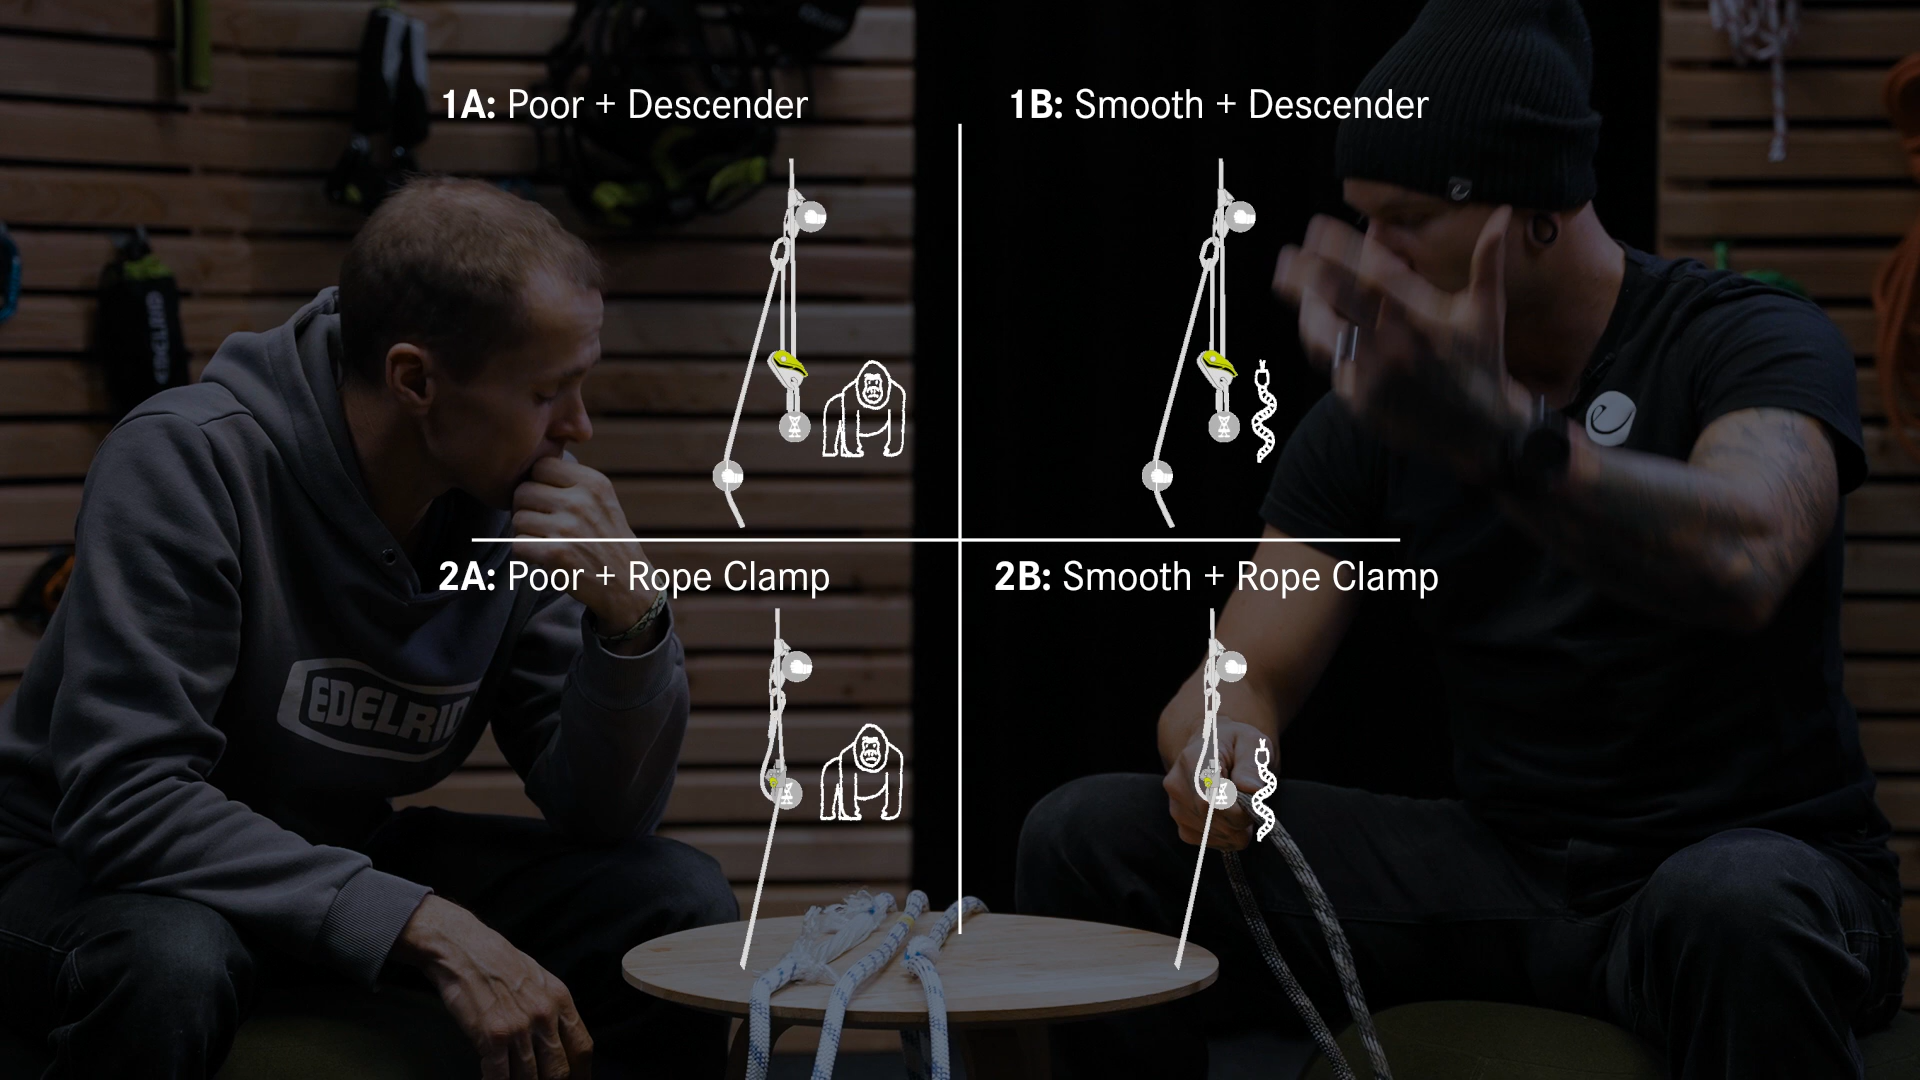 1A: Poor + Descender
1B: Smooth + Descender
2A: Poor + Rope Clamp
2B: Smooth + Rope Clamp
EDELRID